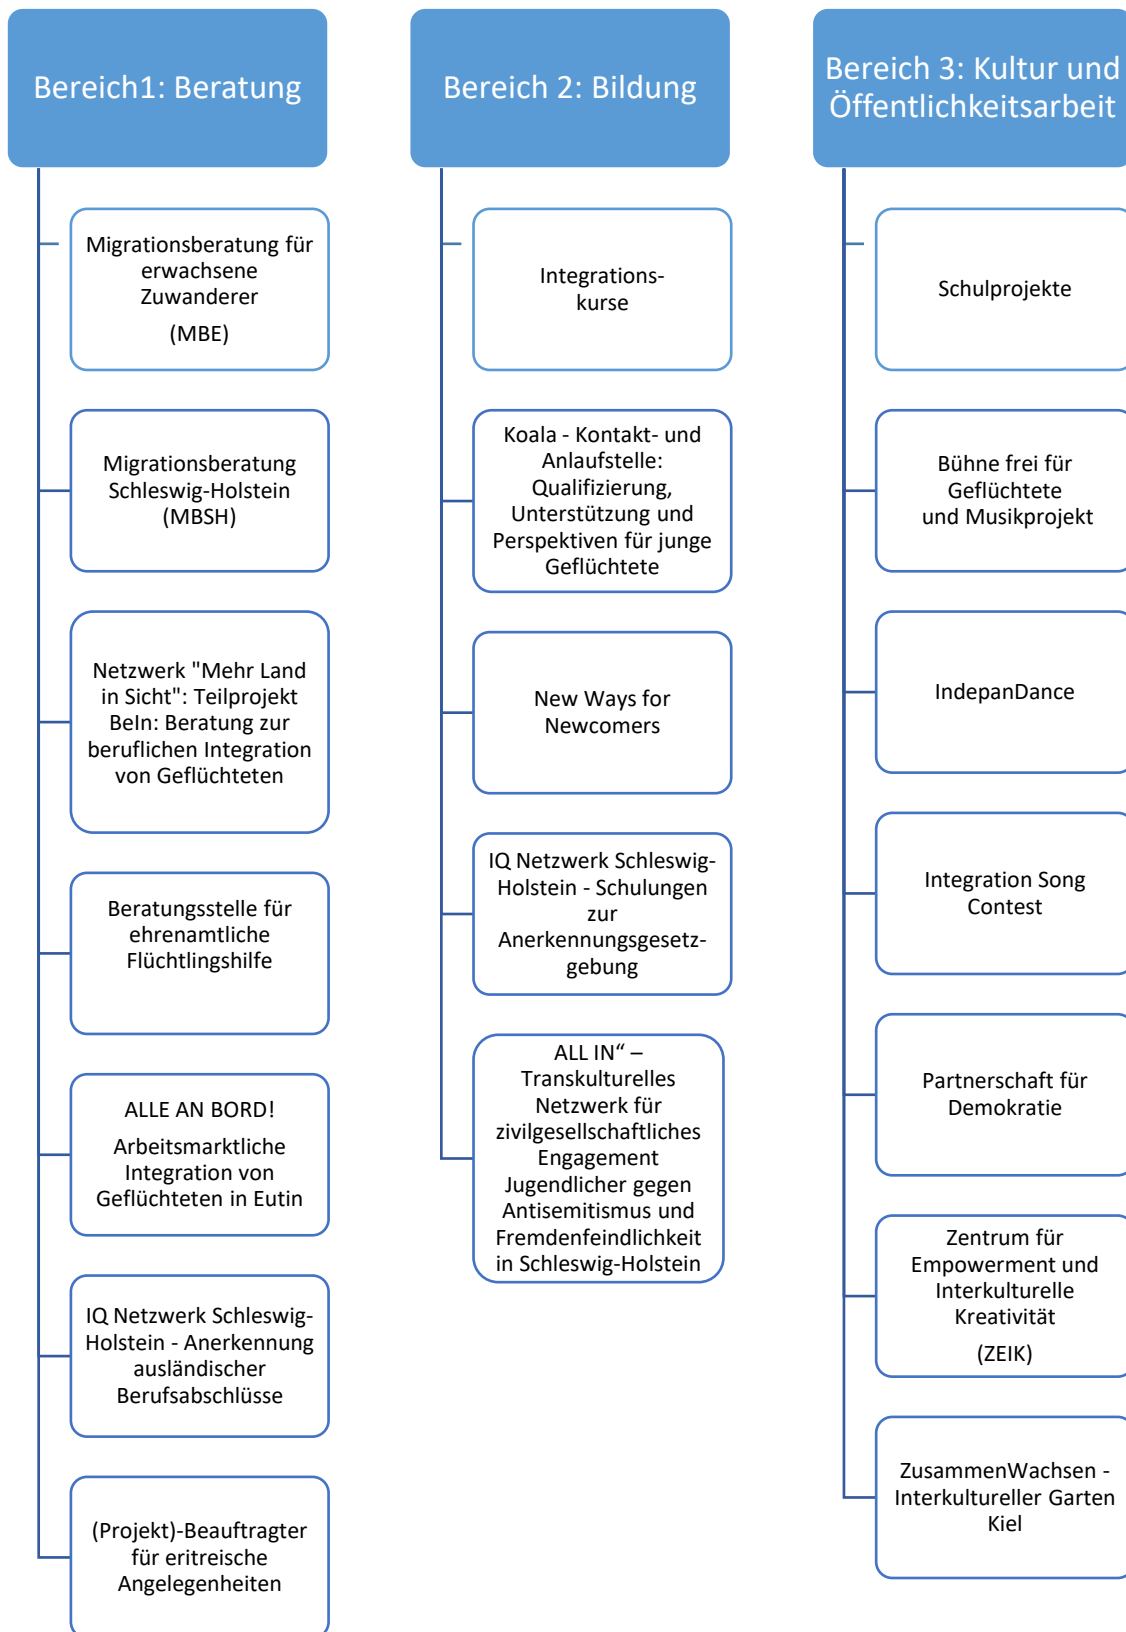 Bereich1: Beratung
Migrationsberatung für
erwachsene
Zuwanderer
(MBE)
Migrationsberatung
Schleswig-Holstein
(MBSH)
Netzwerk "Mehr Land
in Sicht": Teilprojekt
BeIn: Beratung zur
beruflichen Integration
von Geflüchteten
Beratungsstelle für
ehrenamtliche
Flüchtlingshilfe
ALLE AN BORD!
Arbeitsmarktliche
Integration von
Geflüchteten in Eutin
IQ Netzwerk Schleswig-
Holstein - Anerkennung
ausländischer
Berufsabschlüsse
(Projekt)-Beauftragter
für eritreische
Angelegenheiten
Bereich 2: Bildung
Integrations-
kurse
Koala - Kontakt- und
Anlaufstelle:
Qualifizierung,
Unterstützung und
Perspektiven für junge
Geflüchtete
New Ways for
Newcomers
IQ Netzwerk Schleswig-
Holstein - Schulungen
zur
Anerkennungsgesetz-
gebung
ALL IN“ –
Transkulturelles
Netzwerk für
zivilgesellschaftliches
Engagement
Jugendlicher gegen
Antisemitismus und
Fremdenfeindlichkeit
in Schleswig-Holstein
Bereich 3: Kultur und
Öffentlichkeitsarbeit
Schulprojekte
Bühne frei für
Geflüchtete
und Musikprojekt
IndepanDance
Integration Song
Contest
Partnerschaft für
Demokratie
Zentrum für
Empowerment und
Interkulturelle
Kreativität
(ZEIK)
ZusammenWachsen -
Interkultureller Garten
Kiel